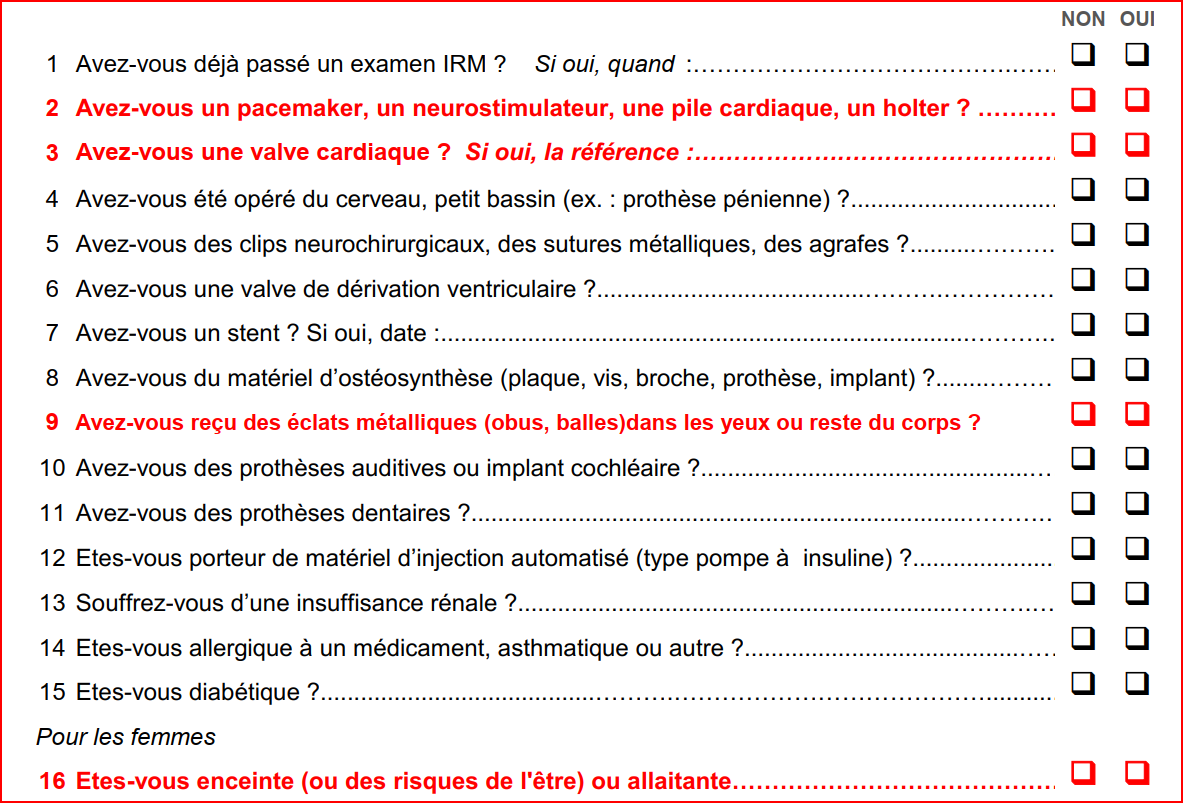 NON OUI
1 Avez-vous déjà passé un examen IRM ? Si oui, quand :……………………………………..…….…..
2 Avez-vous un pacemaker, un neurostimulateur, une pile cardiaque, un holter ? ……….
3 Avez-vous une valve cardiaque ? Si oui, la référence :……………………………………………..
4 Avez-vous été opéré du cerveau, petit bassin (ex. : prothèse pénienne) ?...............................
5 Avez-vous des clips neurochirurgicaux, des sutures métalliques, des agrafes ?.........………..
6 Avez-vous une valve de dérivation ventriculaire ?........................................………..……………
7 Avez-vous un stent ? Si oui, date :...............................................................................………..
8 Avez-vous du matériel d’ostéosynthèse (plaque, vis, broche, prothèse, implant) ?........………
9 Avez-vous reçu des éclats métalliques (obus, balles)dans les yeux ou reste du corps ?
10 Avez-vous des prothèses auditives ou implant cochléaire ?.................................................…..
11 Avez-vous des prothèses dentaires ?..........................................................................…………
12 Etes-vous porteur de matériel d’injection automatisé (type pompe à  insuline) ?.....................
13 Souffrez-vous d’une insuffisance rénale ?.................................................................……….…..
14 Etes-vous allergique à un médicament, asthmatique ou autre ?.........................................…...
15 Etes-vous diabétique ?..........................................……………………………………………...........
Pour les femmes
16 Etes-vous enceinte (ou des risques de l'être) ou allaitante……………………………………..